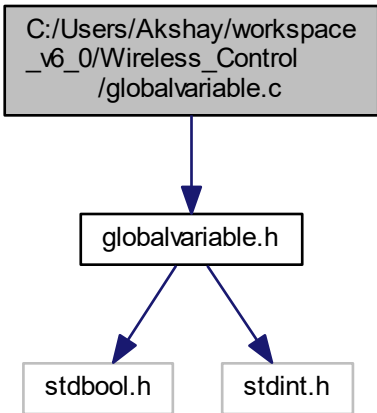 C:/Users/Akshay/workspace
_v6_0/Wireless_Control
/globalvariable.c
globalvariable.h
stdbool.h
stdint.h